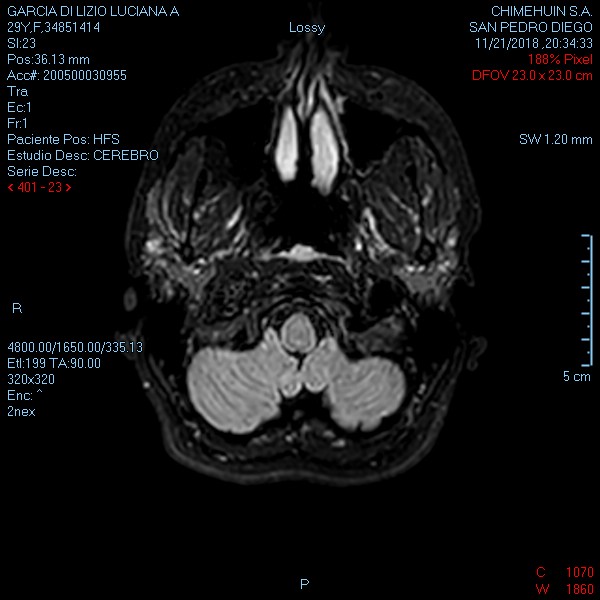 GARCIA DI LIZIO LUCIANA A
29Y,F,34851414
Sl:23
Pos:36.13 mm
Acc#: 200500030955
Tra
Ec:1
Fr:1
Paciente Pos: HFS
Estudio Desc: CEREBRO
Serie Desc:
< 401 - 23 >
Lossy
CHIMEHUIN S.A.
SAN PEDRO DIEGO
11/21/2018 ,20:34:33
188% Pixel
DFOV 23.0 x 23.0 cm
SW 1.20 mm
R
4800.00/1650.00/335.13
Etl:199 TA:90.00
320x320
Enc: ^
2nex
5 cm
P
C 1070
W 1860